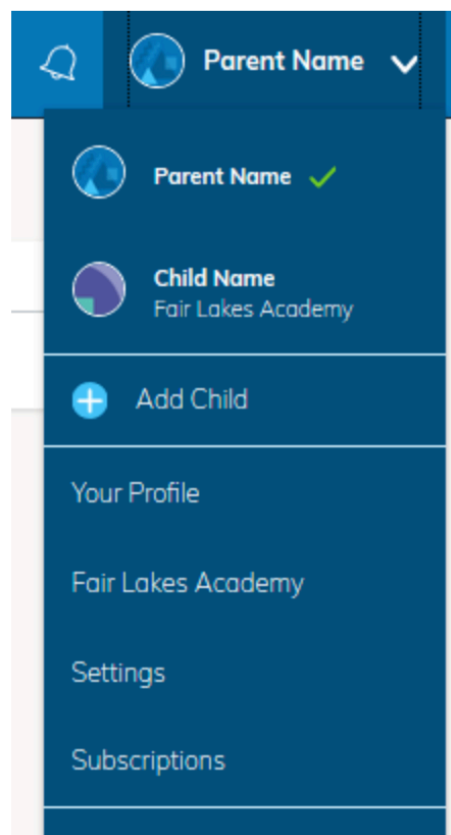 Parent Name
Parent Name
Child Name
Fair Lakes Academy
Add Child
Your Profile
Fair Lakes Academy
Settings
Subscriptions